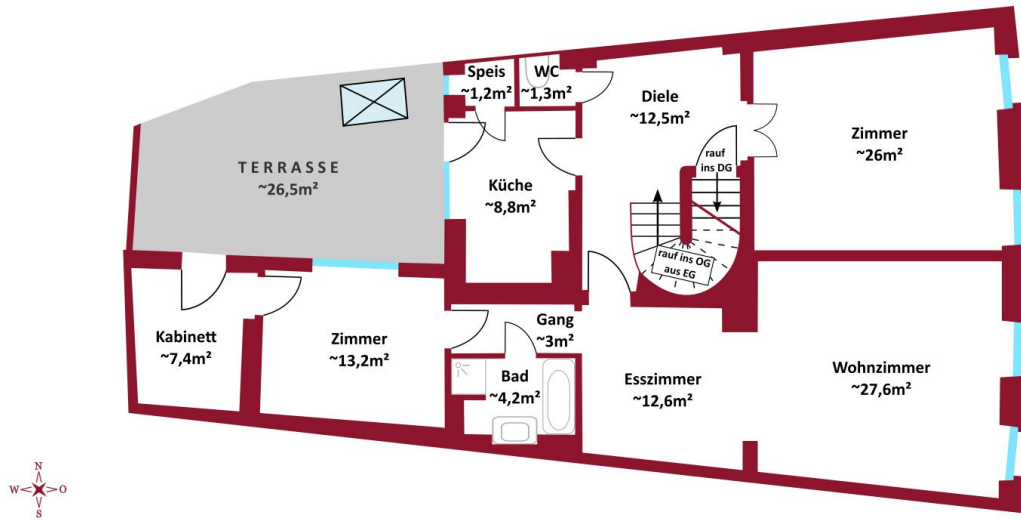 Speis
~1,2m²
WC
~1,3m²
Diele
~12,5m²
Zimmer
~26m²
TERRASSE
~26,5m²
Küche
~8,8m²
rauf
ins DG
rauf ins OG
aus EG
Kabinett
~7,4m²
Zimmer
~13,2m²
Gang
~3m²
Bad
~4,2m²
Esszimmer
~12,6m²
Wohnzimmer
~27,6m²
N
W O
S